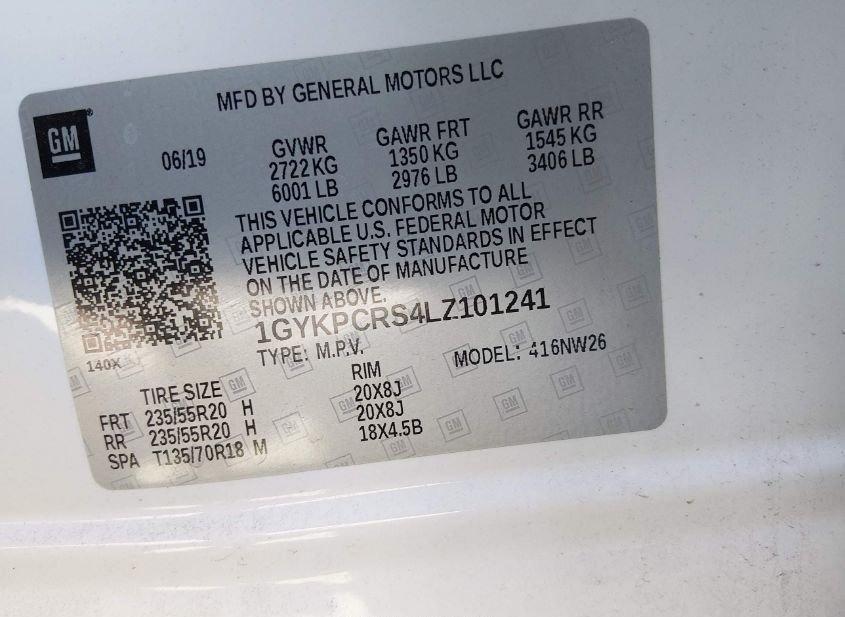 MFD BY GENERAL MOTORS LLC
GM®
06/19
GVWR GAWR FRT GAWR RR
2722 KG 1350 KG 1545 KG
6001 LB 2976 LB 3406 LB
THIS VEHICLE CONFORMS TO ALL
APPLICABLE U.S. FEDERAL MOTOR
VEHICLE SAFETY STANDARDS IN EFFECT
ON THE DATE OF MANUFACTURE
SHOWN ABOVE.
1GYKPCRS4LZ101241
140X
TYPE: M.P.V. MODEL: 416NW26
TIRE SIZE RIM
FRT 235/55R20 H 20X8J
RR 235/55R20 H 20X8J
SPA T135/70R18 M 18X4.5B